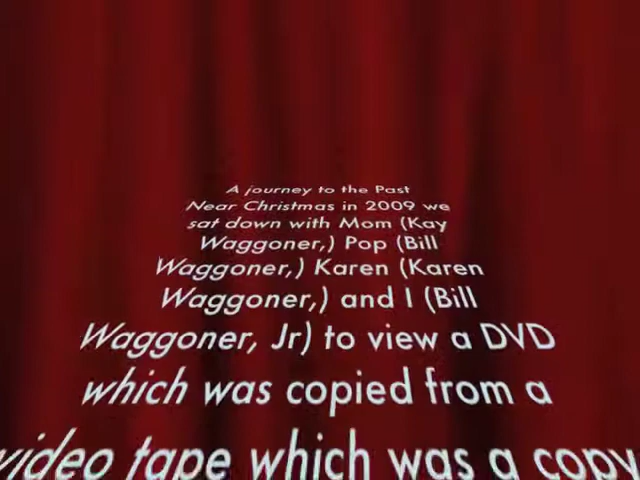 A journey to the Past
Near Christmas in 2009 we
sat down with Mom (Kay
Waggoner,) Pop (Bill
Waggoner,) Karen (Karen
Waggoner,) and I (Bill
Waggoner, Jr) to view a DVD
which was copied from a
video tape which was a copy